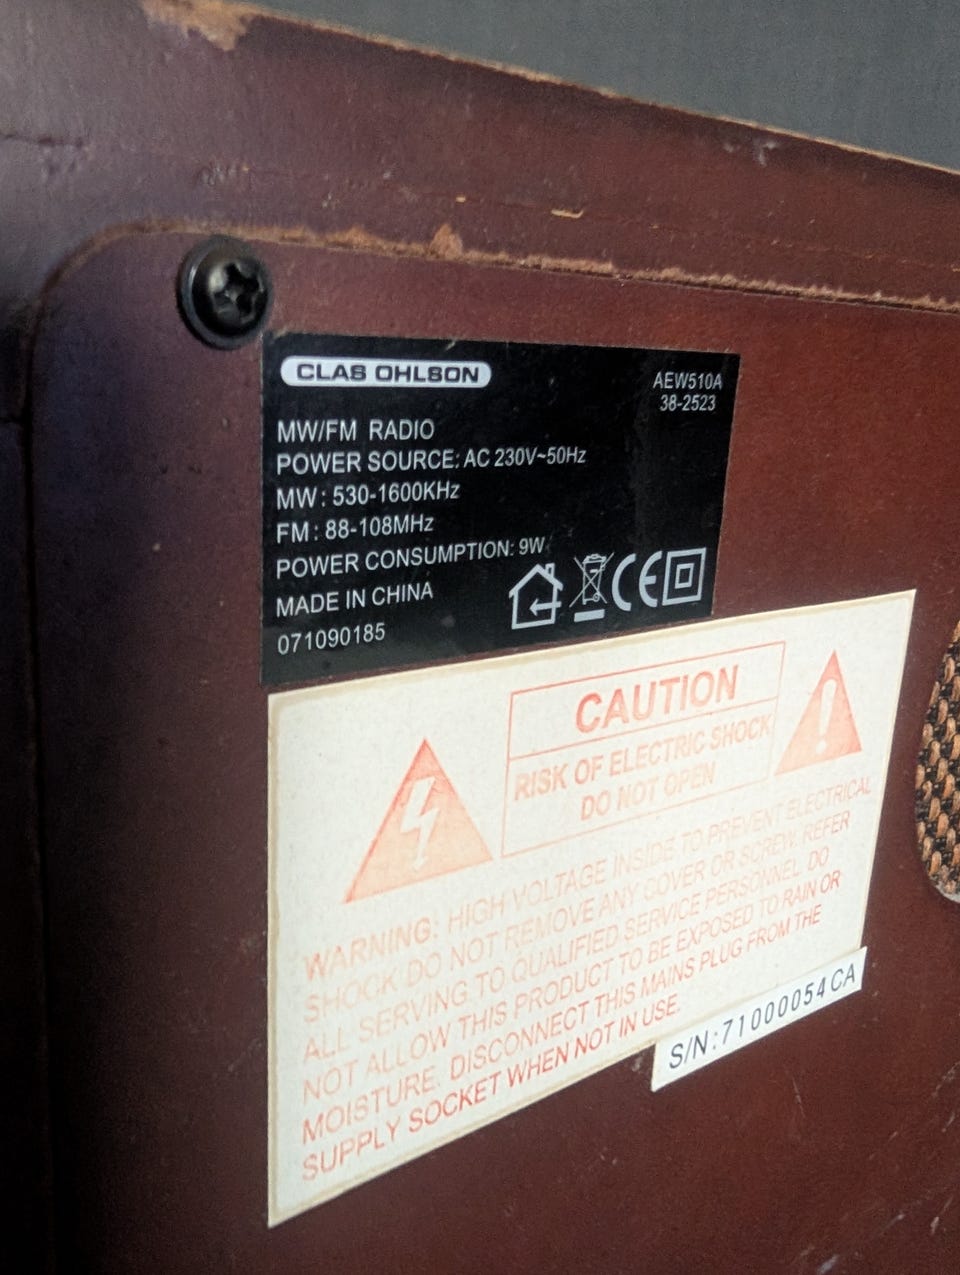 CLAS OHLSON
AEW510A
38-2523
MW/FM RADIO
POWER SOURCE: AC 230V~50Hz
MW : 530-1600KHz
FM : 88-108MHz
POWER CONSUMPTION: 9W
MADE IN CHINA
071090185
CE
CAUTION
RISK OF ELECTRIC SHOCK
DO NOT OPEN
WARNING: HIGH VOLTAGE INSIDE TO PREVENT ELECTRICAL
SHOCK DO NOT REMOVE ANY COVER OR SCREW. REFER
ALL SERVING TO QUALIFIED SERVICE PERSONNEL. DO
NOT ALLOW THIS PRODUCT TO BE EXPOSED TO RAIN OR
MOISTURE. DISCONNECT THIS MAINS PLUG FROM THE
SUPPLY SOCKET WHEN NOT IN USE.
S/N:71000054CA